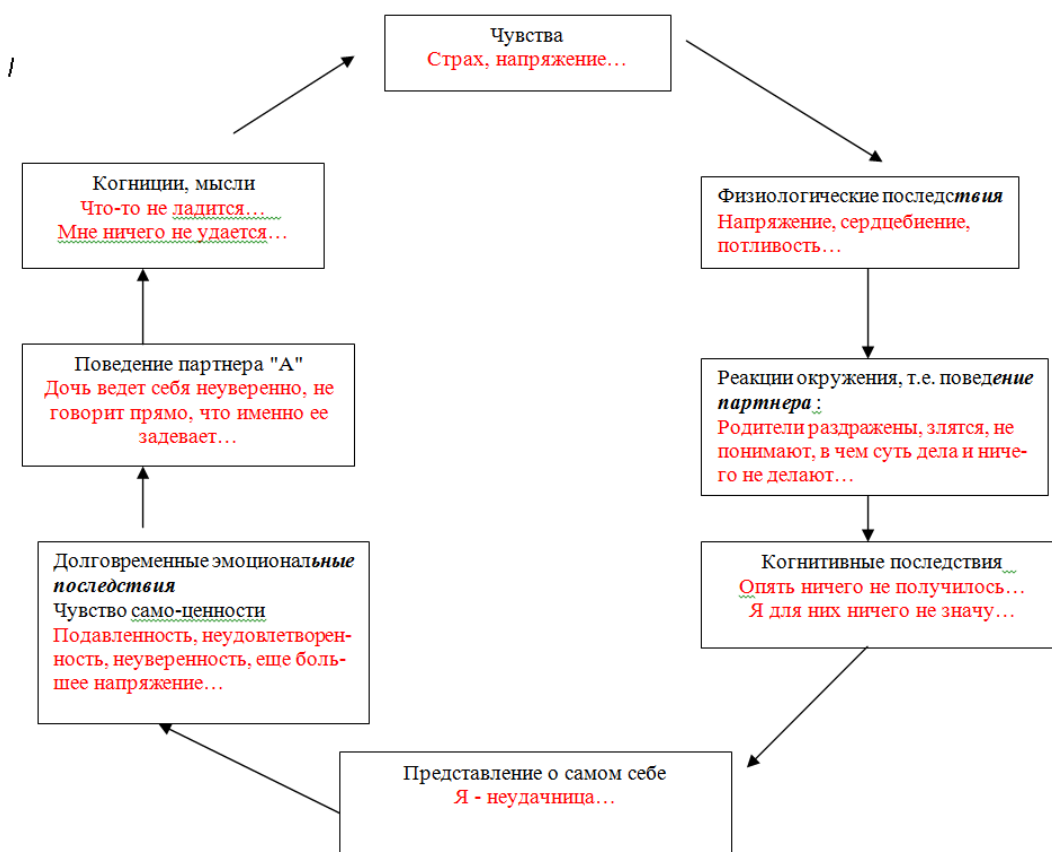 Чувства
Страх, напряжение…
/
Когниции, мысли
Что-то не ладится…
Мне ничего не удается…
Физиологические последствия
Напряжение, сердцебиение,
потливость…
Поведение партнера "А"
Дочь ведет себя неуверенно, не
говорит прямо, что именно ее
задевает…
Реакции окружения, т.е. поведение
партнера :
Родители раздражены, злятся, не
понимают, в чем суть дела и ниче-
го не делают…
Долговременные эмоциональные
последствия
Чувство само-ценности
Подавленность, неудовлетворен-
ность, неуверенность, еще боль-
шее напряжение…
Когнитивные последствия
Опять ничего не получилось…
Я для них ничего не значу…
Представление о самом себе
Я - неудачница…